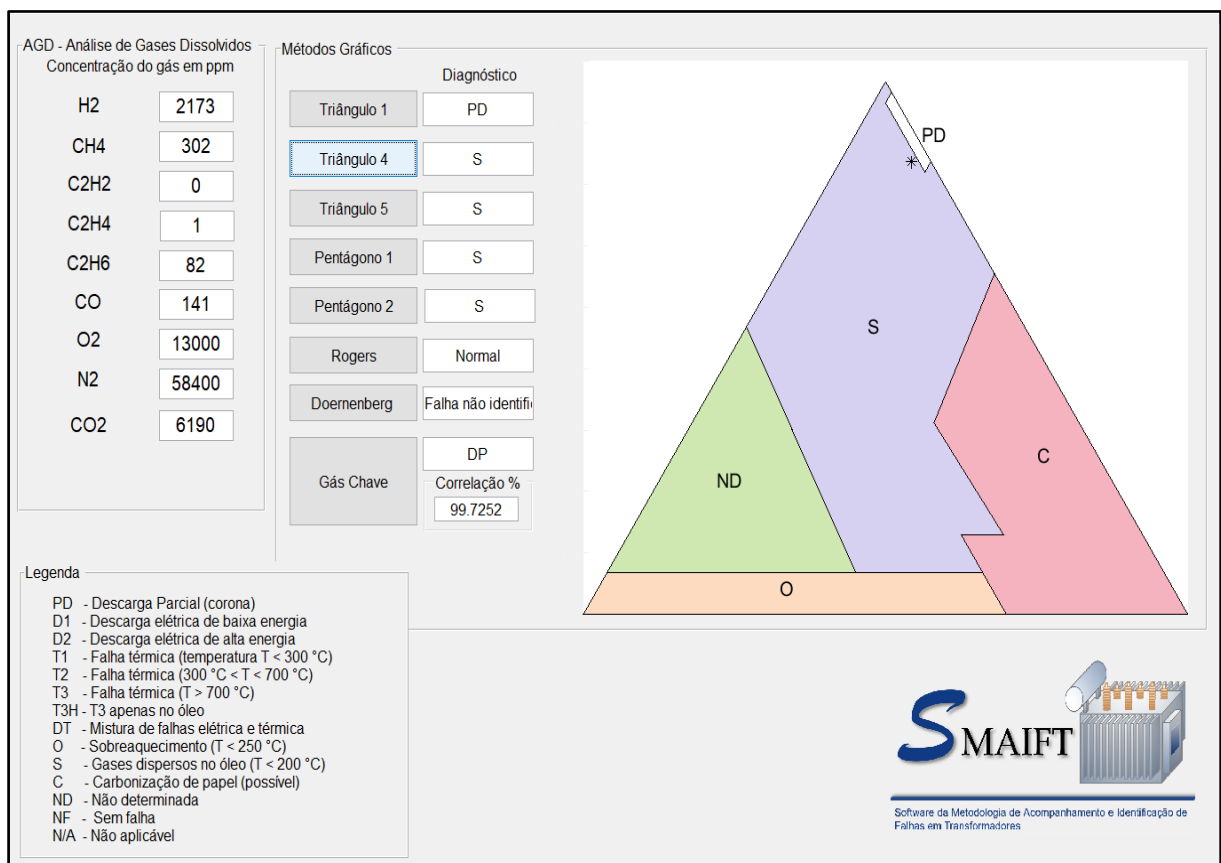 AGD - Análise de Gases Dissolvidos
Concentração do gás em ppm
H2 2173
CH4 302
C2H2 0
C2H4 1
C2H6 82
CO 141
O2 13000
N2 58400
CO2 6190
Métodos Gráficos
Diagnóstico
Triângulo 1 PD
Triângulo 4 S
Triângulo 5 S
Pentágono 1 S
Pentágono 2 S
Rogers Normal
Doernenberg Falha não identifi
Gás Chave DP
Correlação %
99.7252
PD
S
C
ND
O
Legenda
PD - Descarga Parcial (corona)
D1 - Descarga elétrica de baixa energia
D2 - Descarga elétrica de alta energia
T1 - Falha térmica (temperatura T < 300 °C)
T2 - Falha térmica (300 °C < T < 700 °C)
T3 - Falha térmica (T > 700 °C)
T3H - T3 apenas no óleo
DT - Mistura de falhas elétrica e térmica
O - Sobreaquecimento (T < 250 °C)
S - Gases dispersos no óleo (T < 200 °C)
C - Carbonização de papel (possível)
ND - Não determinada
NF - Sem falha
N/A - Não aplicável
SMAIFT
Software da Metodologia de Acompanhamento e Identificação de
Falhas em Transformadores